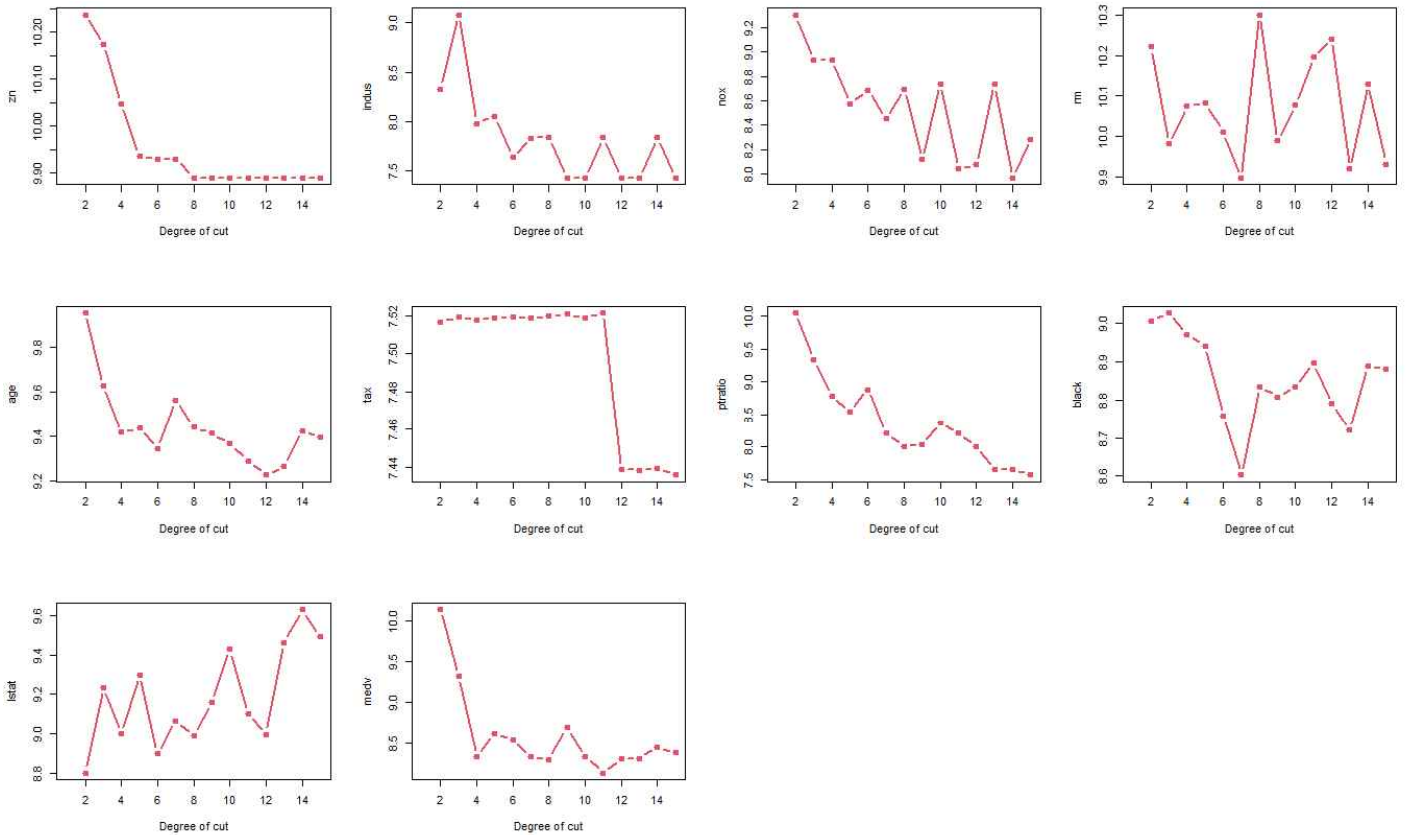 zn
10.20
10.10
10.00
9.90
2 4 6 8 10 12 14
Degree of cut
indus
9.0
8.5
8.0
7.5
2 4 6 8 10 12 14
Degree of cut
nox
9.2
9.0
8.8
8.6
8.4
8.2
8.0
2 4 6 8 10 12 14
Degree of cut
rm
10.3
10.2
10.1
10.0
9.9
2 4 6 8 10 12 14
Degree of cut
age
9.8
9.6
9.4
9.2
2 4 6 8 10 12 14
Degree of cut
tax
7.52
7.50
7.48
7.46
7.44
2 4 6 8 10 12 14
Degree of cut
ptratio
10.0
9.5
9.0
8.5
8.0
7.5
2 4 6 8 10 12 14
Degree of cut
black
9.0
8.9
8.8
8.7
8.6
2 4 6 8 10 12 14
Degree of cut
lstat
9.6
9.4
9.2
9.0
8.8
2 4 6 8 10 12 14
Degree of cut
medv
10.0
9.5
9.0
8.5
2 4 6 8 10 12 14
Degree of cut